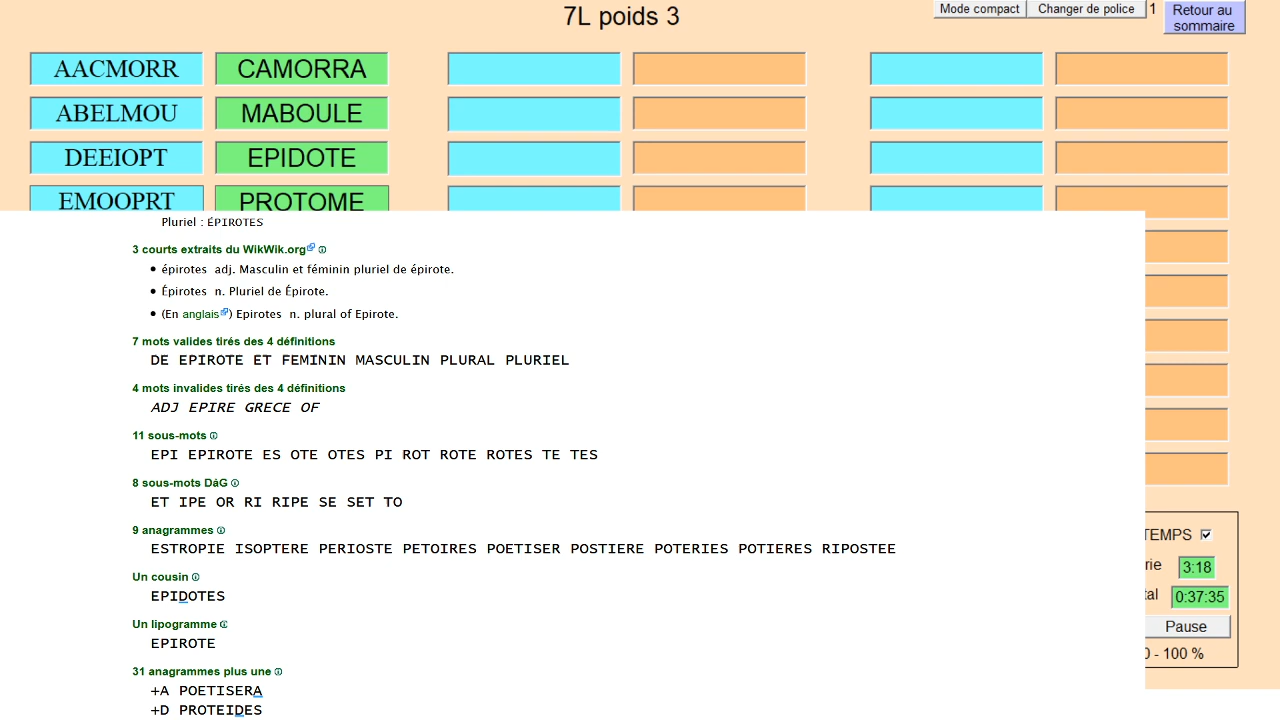 7L poids 3
Mode compact Changer de police 1 Retour au
sommaire
AACMORR CAMORRA
ABELMOU MABOULE
DEEIOPT EPIDOTE
EMOOPRT PROTOME
Pluriel : ÉPIROTES
3 courts extraits du WikWik.org
• épirotes adj. Masculin et féminin pluriel de épirote.
• Épirotes n. Pluriel de Épirote.
• (En anglais) Epirotes n. plural of Epirote.
7 mots valides tirés des 4 définitions
DE EPIROTE ET FEMININ MASCULIN PLURAL PLURIEL
4 mots invalides tirés des 4 définitions
ADJ EPIRE GRECE OF
11 sous-mots
EPI EPIROTE ES OTE OTES PI ROT ROTE ROTES TE TES
8 sous-mots DàG
ET IPE OR RI RIPE SE SET TO
9 anagrammes
ESTROPIE ISOPTERE PERIOSTE PETOIRES POETISER POSTIERE POTERIES POTIERES RIPOSTEE
Un cousin
EPIDOTES
Un lipogramme
EPIROTE
31 anagrammes plus une
+A POETISERA
+D PROTEIDES
TEMPS
rie 3:18
tal 0:37:35
Pause
0 - 100 %